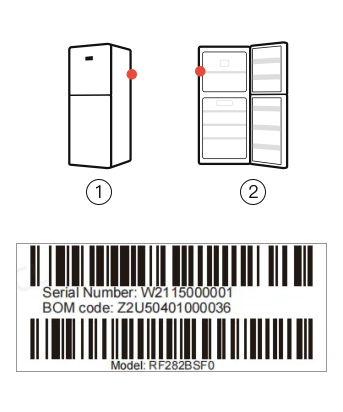 1
2
Serial Number: W2115000001
BOM code: Z2U50401000036
Model: RF282BSF0